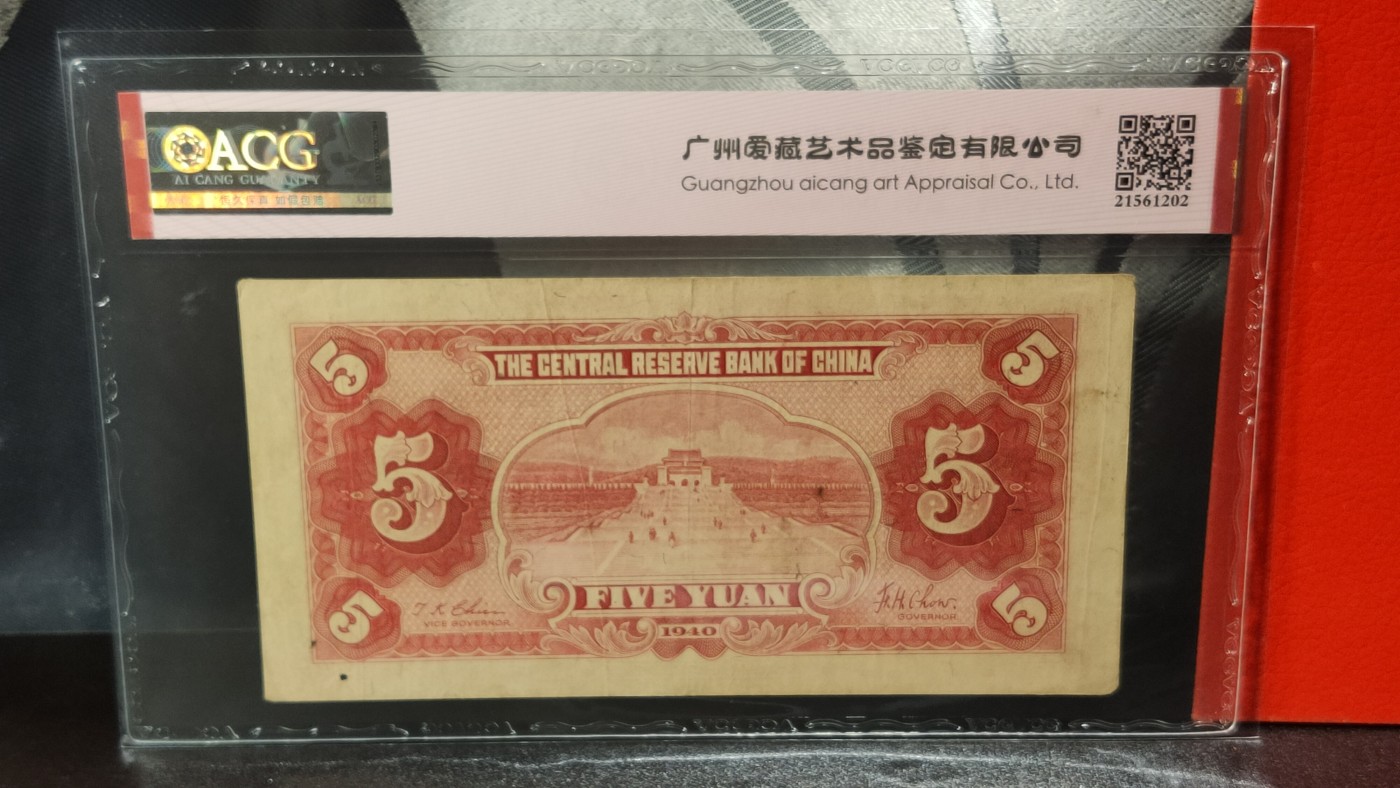 ACG
AI CANG GUARANTY
广州爱藏艺术品鉴定有限公司
Guangzhou aicang art Appraisal Co., Ltd.
21561202
5
5
THE CENTRAL RESERVE BANK OF CHINA
5
5
FIVE YUAN
1940
5
5
VICE GOVERNOR
F.H. Chow.
GOVERNOR